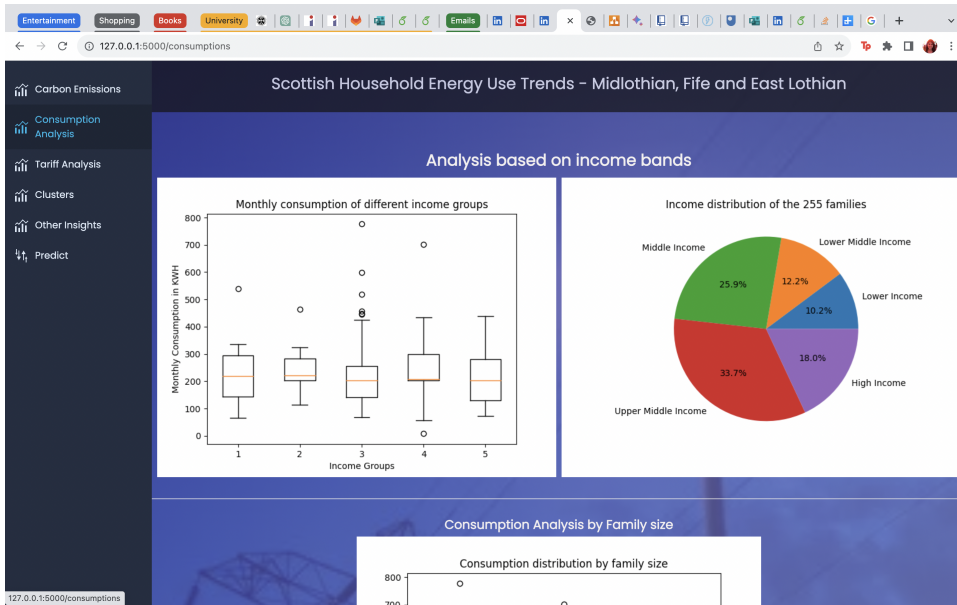 Entertainment Shopping Books University Emails
127.0.0.1:5000/consumptions
Carbon Emissions
Consumption
Analysis
Tariff Analysis
Clusters
Other Insights
Predict
Scottish Household Energy Use Trends - Midlothian, Fife and East Lothian
Analysis based on income bands
Monthly consumption of different income groups
Monthly Consumption in KWH
800
700
600
500
400
300
200
100
0
1 2 3 4 5
Income Groups
Income distribution of the 255 families
Middle Income
Lower Middle Income
25.9%
12.2%
Lower Income
10.2%
18.0%
33.7%
High Income
Upper Middle Income
Consumption Analysis by Family size
Consumption distribution by family size
800
700
127.0.0.1:5000/consumptions